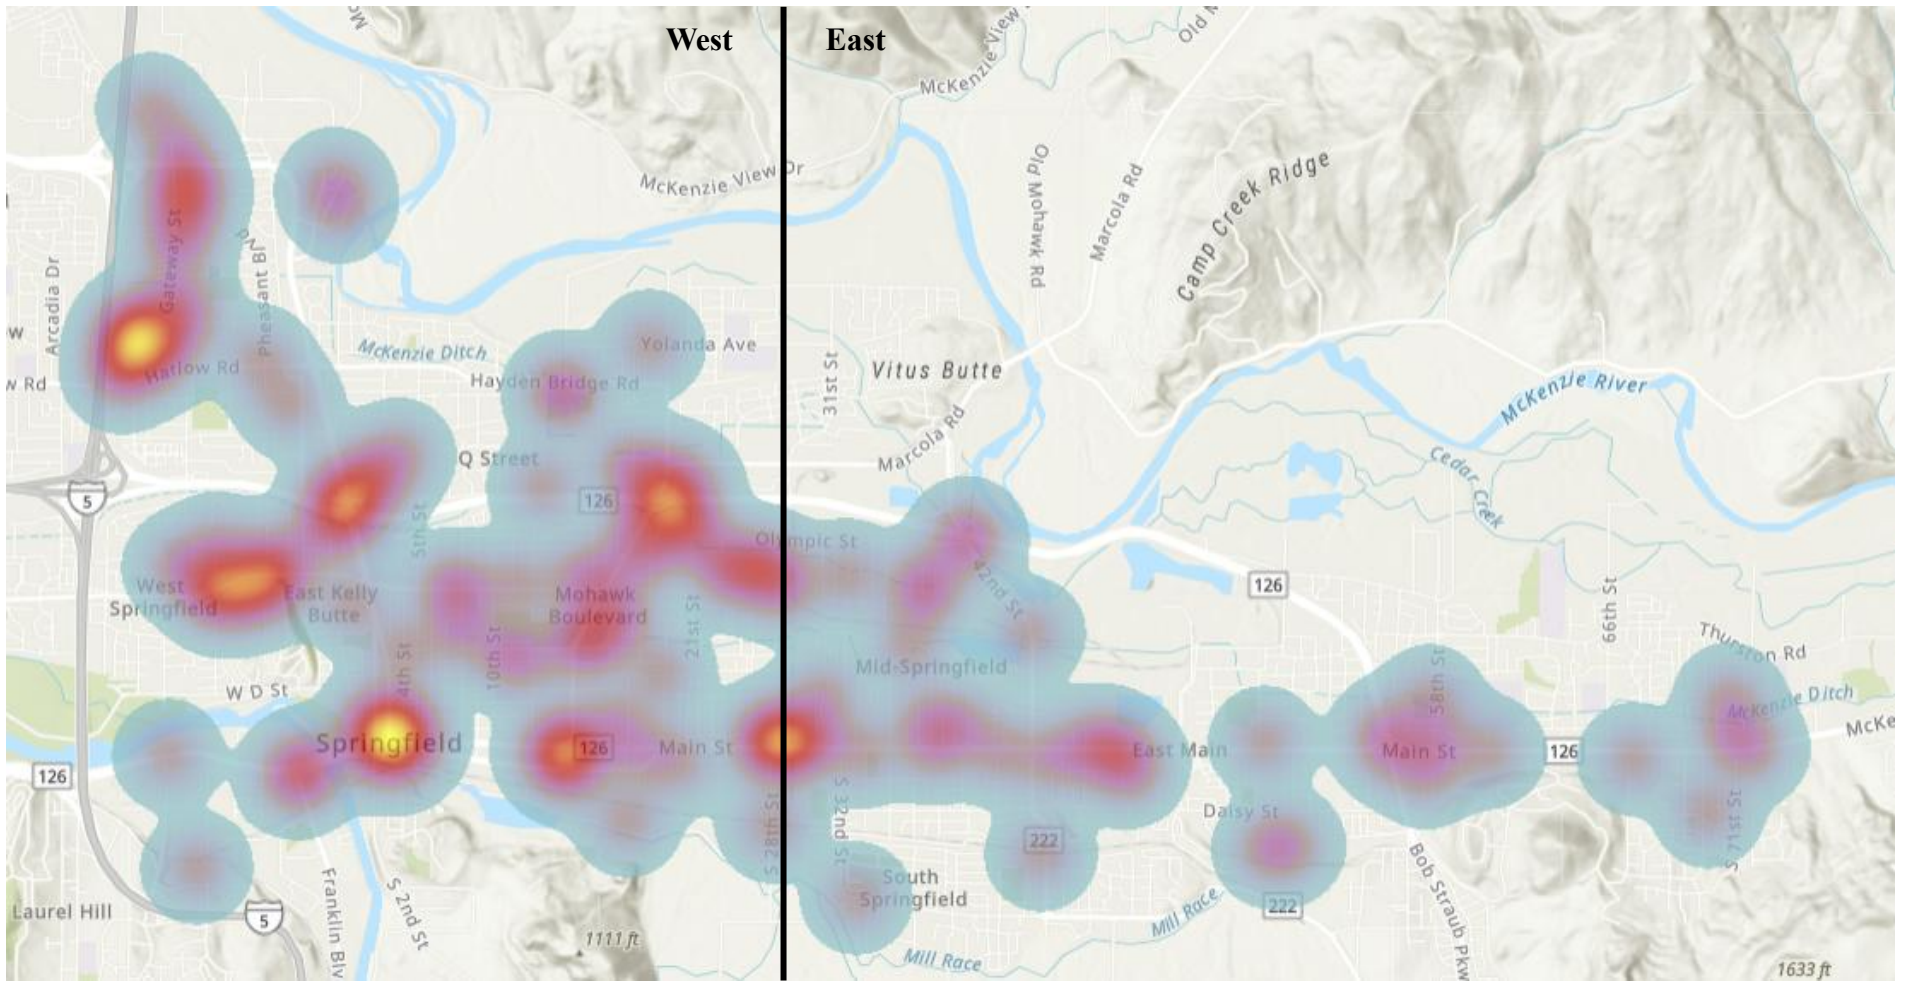 West
East
McKenzie View
McKenzie View Dr
Old Mohawk Rd
Marcola Rd
Camp Creek Ridge
Gateway St
Pheasant Bl
Arcadia Dr
Harlow Rd
w Rd
McKenzie Ditch
Yolanda Ave
Hayden Bridge Rd
31st St
Vitus Butte
Marcola Rd
McKenzie River
Cedar Creek
Q Street
5
126
5th St
Olympic St
42nd St
126
West
Springfield
East Kelly
Butte
Mohawk
Boulevard
21st St
66th St
Thurston Rd
4th St
10th St
Mid-Springfield
58th St
W D St
McKenzie Ditch
McKe
Springfield
126
Main St
East Main
Main St
126
126
S 32nd St
S 28th St
Daisy St
222
S 71st St
South
Springfield
Mill Race
222
Bob Straub Pkw
Laurel Hill
5
Franklin Blv
S 2nd St
1111 ft
Mill Race
1633 ft